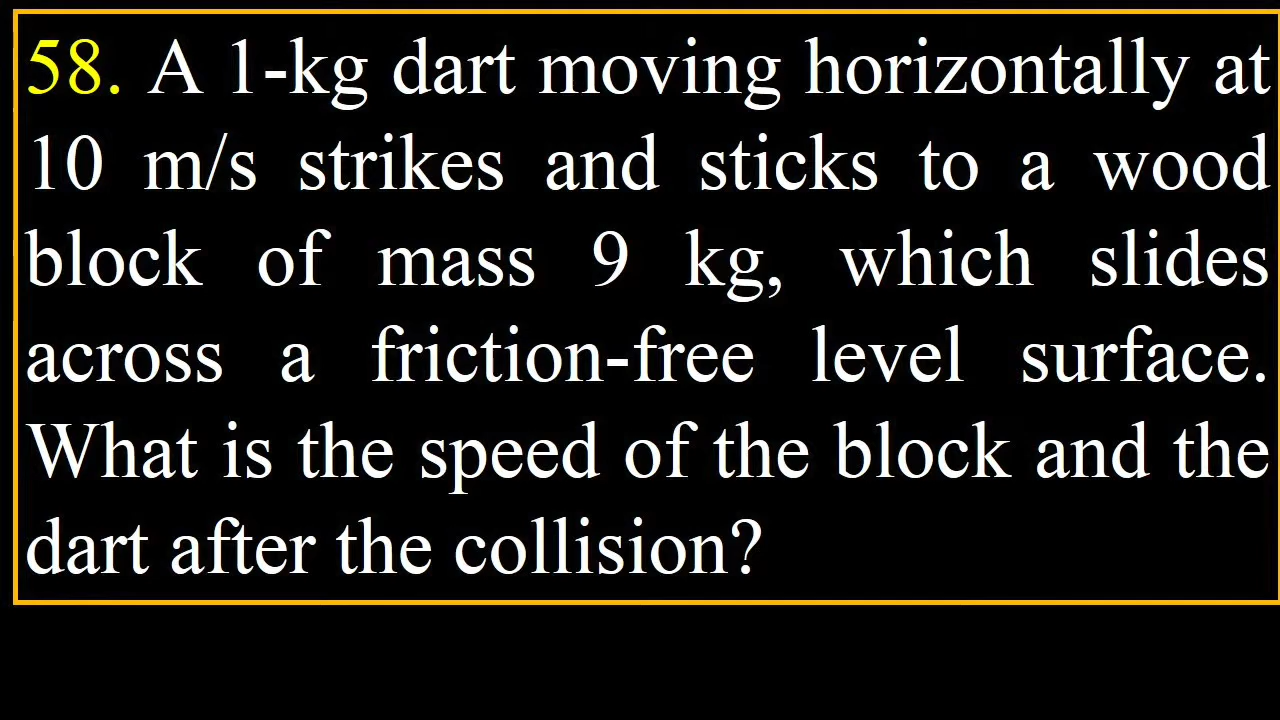 58. A 1-kg dart moving horizontally at
10 m/s strikes and sticks to a wood
block of mass 9 kg, which slides
across a friction-free level surface.
What is the speed of the block and the
dart after the collision?